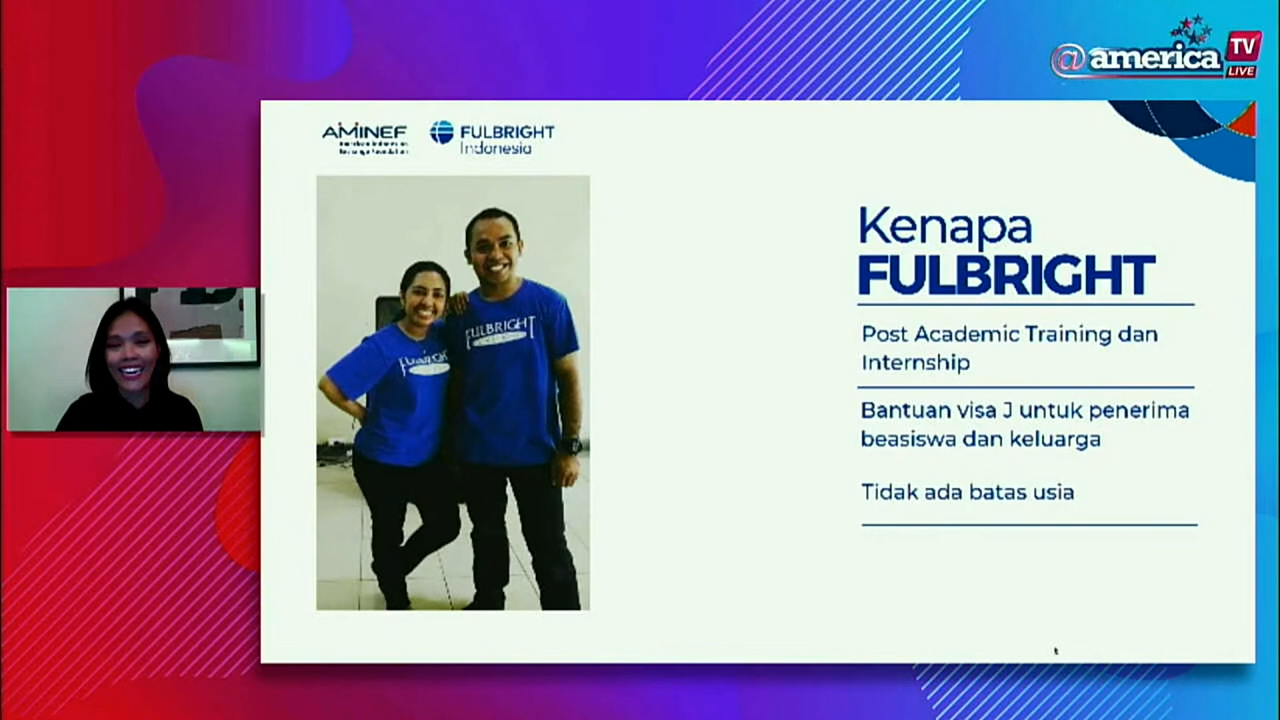 @america
TV
LIVE
AMINEF
FULBRIGHT
Indonesia
Kenapa
FULBRIGHT
Post Academic Training dan
Internship
Bantuan visa J untuk penerima
beasiswa dan keluarga
Tidak ada batas usia
FULBRIGHT